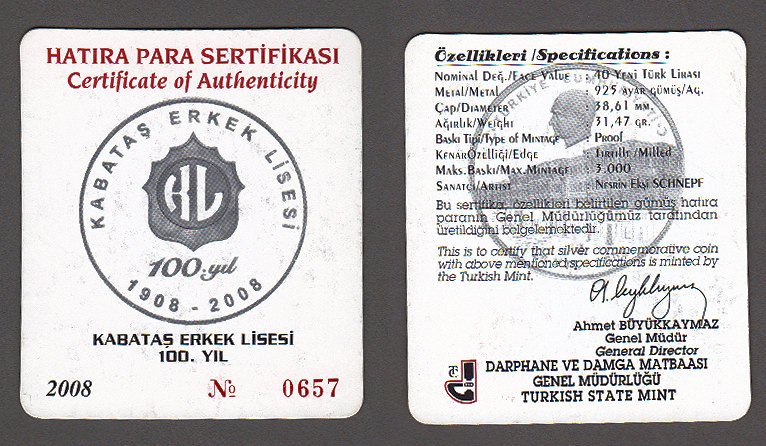 HATIRA PARA SERTİFİKASI
Certificate of Authenticity
KABATAŞ ERKEK LİSESİ
KL
100.yıl
1908 - 2008
KABATAŞ ERKEK LİSESİ
100. YIL
2008 № 0657
Özellikleri /Specifications :
Nominal Değ./Face Value : 40 Yeni Türk Lirası
Metal/Metal : 925 ayar gümüş/Ag.
Çap/Diameter : 38,61 mm.
Ağırlık/Weight : 31,47 gr.
Baskı Tipi/Type of Mintage : Proof
Kenar Özelliği/Edge : Tırtıllı/Milled
Maks.Baskı/Max.Mintage : 3.000
Sanatçı/Artist : Nesrin Ekşi SCHNEPF
Bu sertifika, özellikleri belirtilen gümüş hatıra
paranın Genel Müdürlüğümüz tarafından
üretildiğini belgelemektedir.
This is to certify that silver commemorative coin
with above mentioned specifications is minted by
the Turkish Mint.
Ahmet BÜYÜKKAYMAZ
Genel Müdür
General Director
TC
DARPHANE VE DAMGA MATBAASI
GENEL MÜDÜRLÜĞÜ
TURKISH STATE MINT